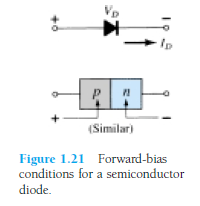 + V_D −
I_D
p n
+ −
(Similar)
Figure 1.21 Forward-bias
conditions for a semiconductor
diode.